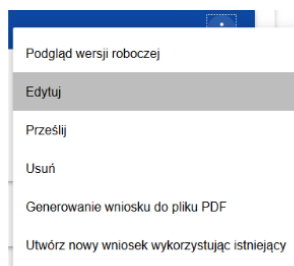 Podgląd wersji roboczej
Edytuj
Prześlij
Usuń
Generowanie wniosku do pliku PDF
Utwórz nowy wniosek wykorzystując istniejący